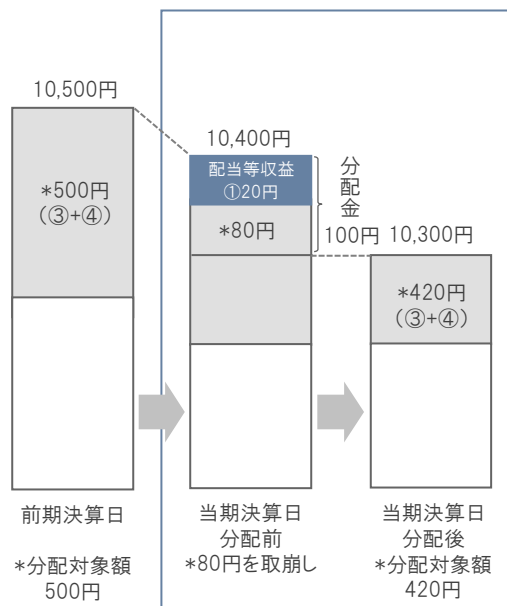 10,500円
*500円
(③+④)
10,400円
配当等収益
①20円
*80円
分配金
100円
10,300円
*420円
(③+④)
前期決算日
*分配対象額
500円
当期決算日
分配前
*80円を取崩し
当期決算日
分配後
*分配対象額
420円